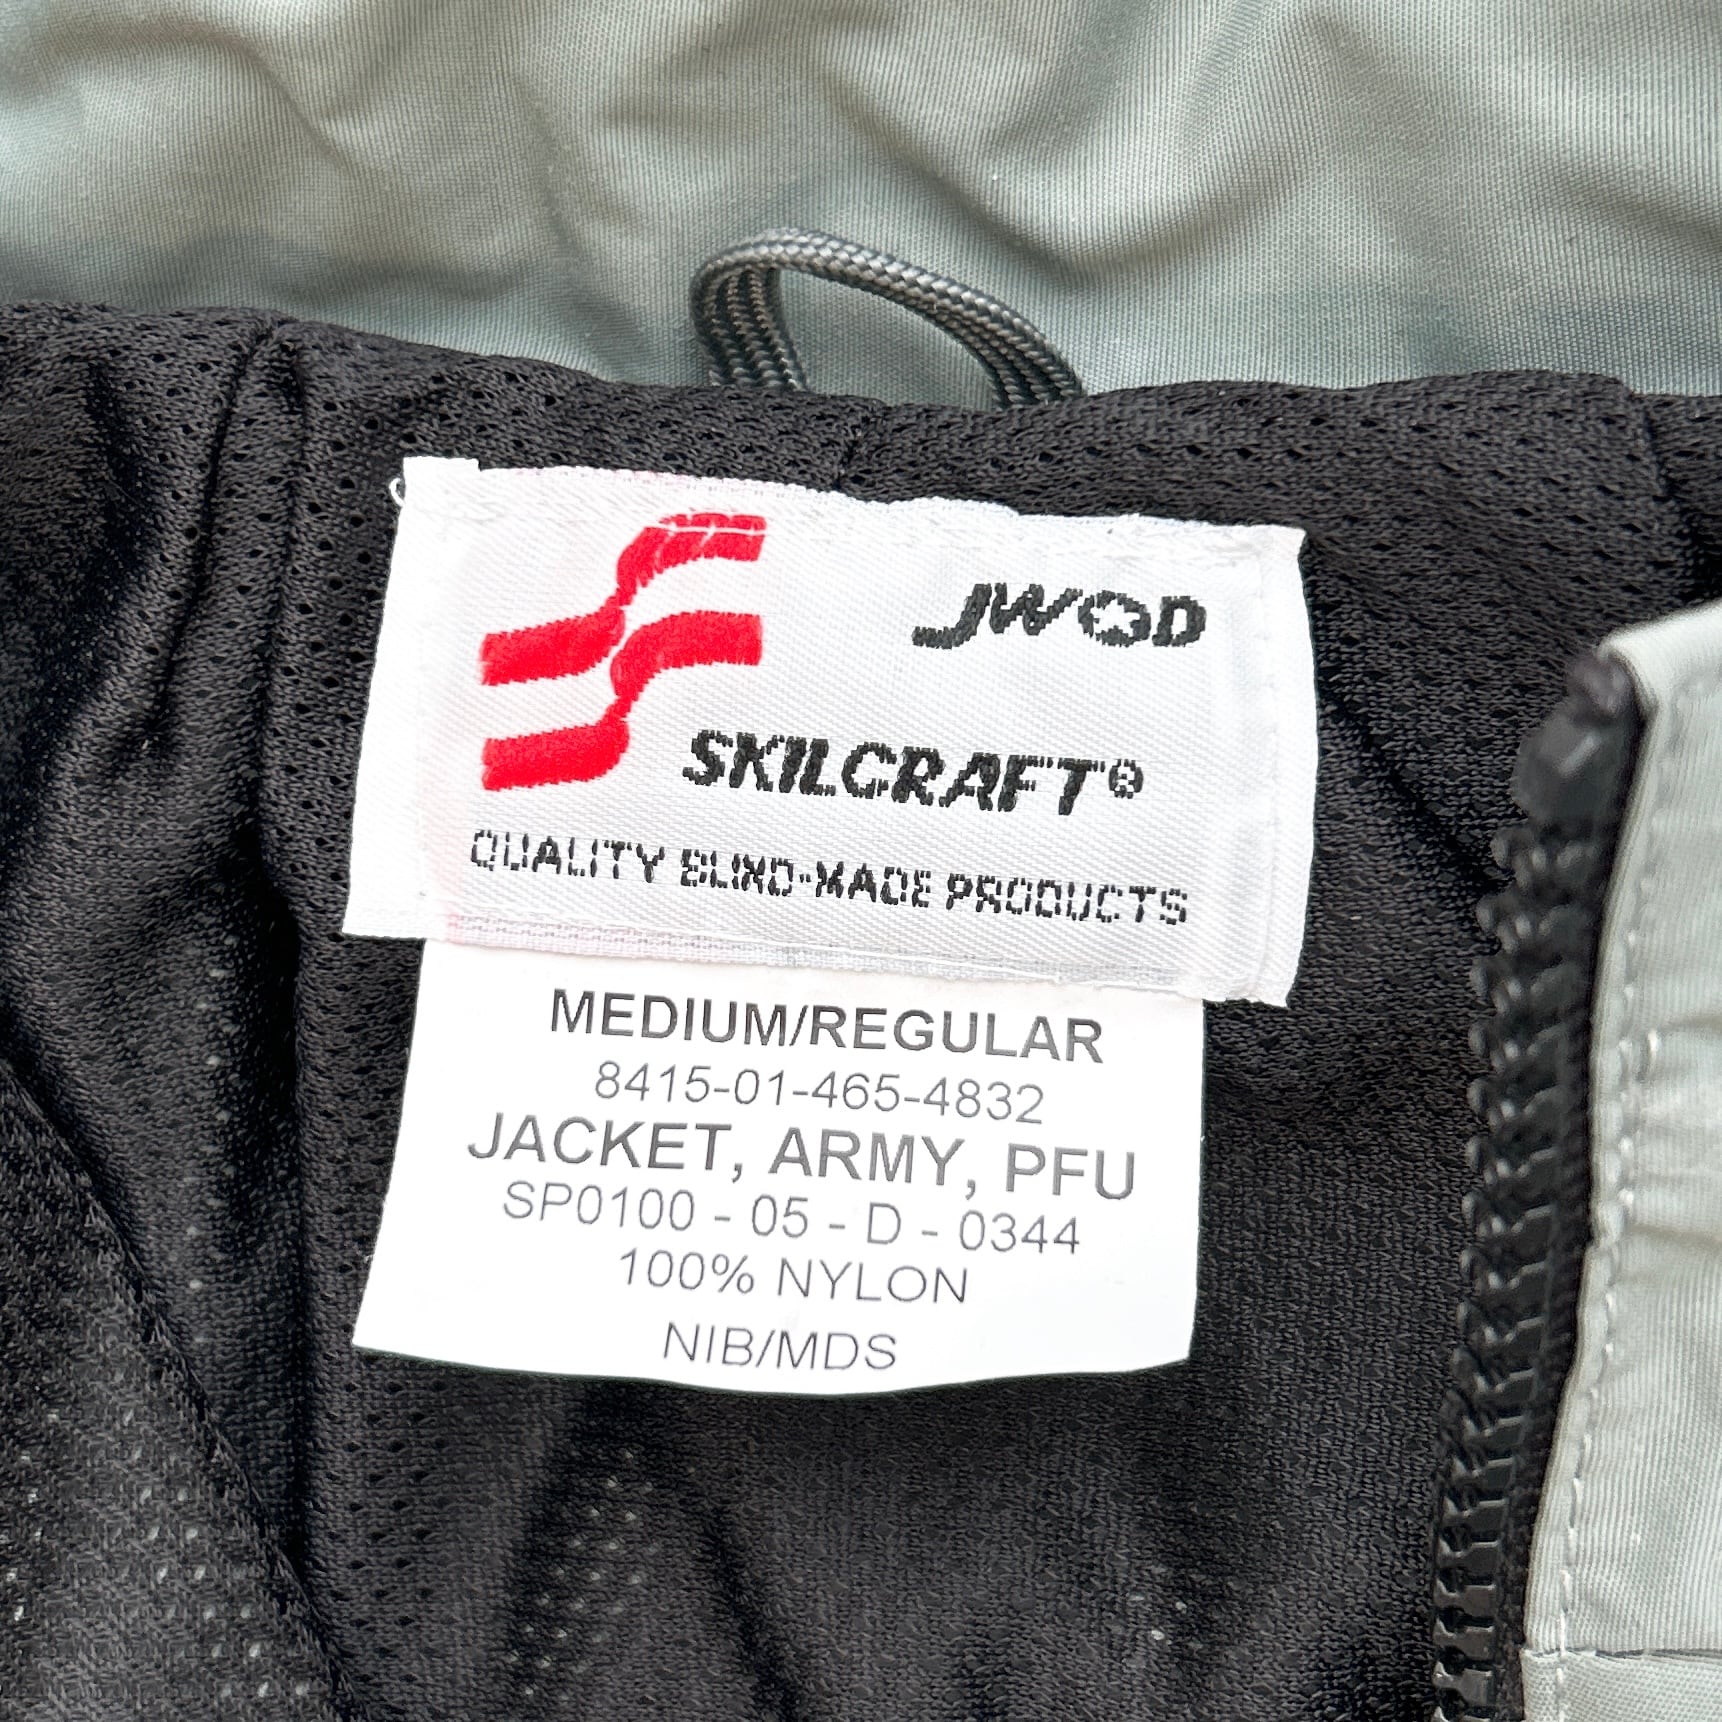 JWOD
SKILCRAFT®
QUALITY BLIND-MADE PRODUCTS
MEDIUM/REGULAR
8415-01-465-4832
JACKET, ARMY, PFU
SP0100 - 05 - D - 0344
100% NYLON
NIB/MDS